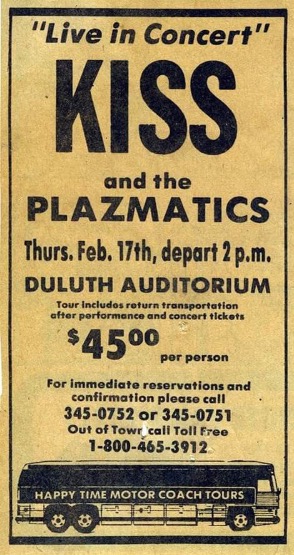 "Live in Concert"
KISS
and the
PLAZMATICS
Thurs. Feb. 17th, depart 2 p.m.
DULUTH AUDITORIUM
Tour includes return transportation
after performance and concert tickets
$4500 per person
For immediate reservations and
confirmation please call
345-0752 or 345-0751
Out of Town call Toll Free
1-800-465-3912
HAPPY TIME MOTOR COACH TOURS